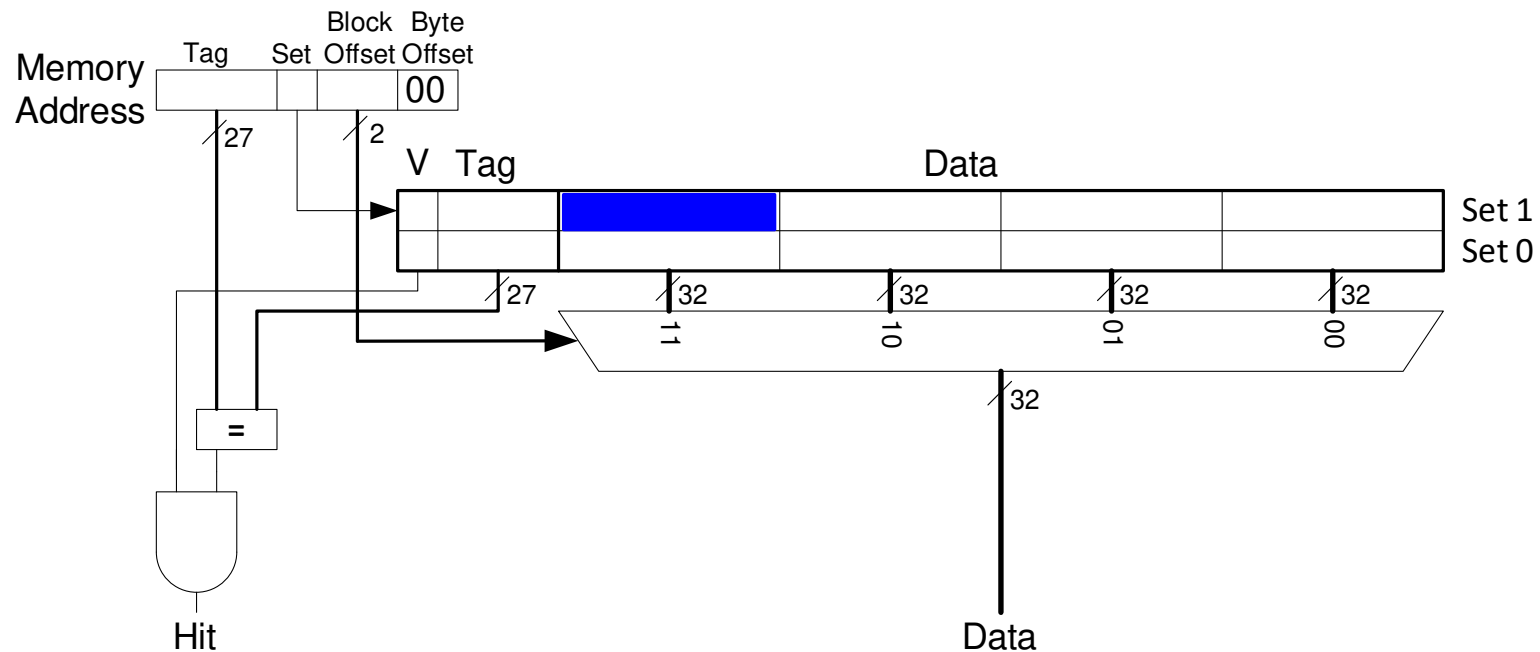 Block Byte
Tag Set Offset Offset
Memory
Address
00
27
2
V Tag Data
Set 1
Set 0
27 32 32 32 32
11 10 01 00
32
=
Hit Data